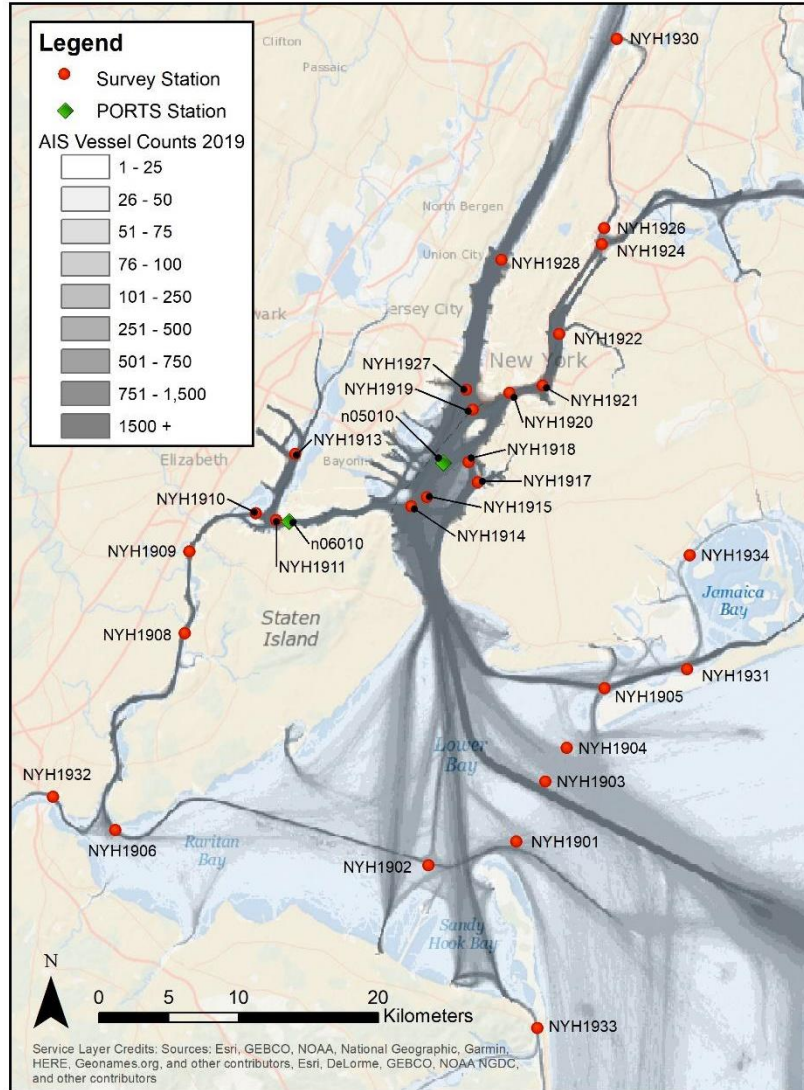 Legend
Survey Station
PORTS Station
AIS Vessel Counts 2019
1 - 25
26 - 50
51 - 75
76 - 100
101 - 250
251 - 500
501 - 750
751 - 1,500
1500 +
Clifton
Passaic
NYH1930
North Bergen
NYH1926
NYH1924
Union City
NYH1928
ersey City
wark
NYH1922
New York
NYH1927
NYH1919
NYH1921
n05010
NYH1920
NYH1913
NYH1918
Elizabeth
Bayonne
NYH1917
NYH1910
NYH1915
NYH1909
n06010
NYH1914
NYH1911
NYH1934
Jamaica
Bay
Staten
Island
NYH1908
NYH1931
NYH1905
Lower
Bay
NYH1904
NYH1903
NYH1932
Raritan
Bay
NYH1906
NYH1901
NYH1902
Sandy
Hook Bay
N
0 5 10 20
Kilometers
NYH1933
Service Layer Credits: Sources: Esri, GEBCO, NOAA, National Geographic, Garmin,
HERE, Geonames.org, and other contributors, Esri, DeLorme, GEBCO, NOAA NGDC,
and other contributors